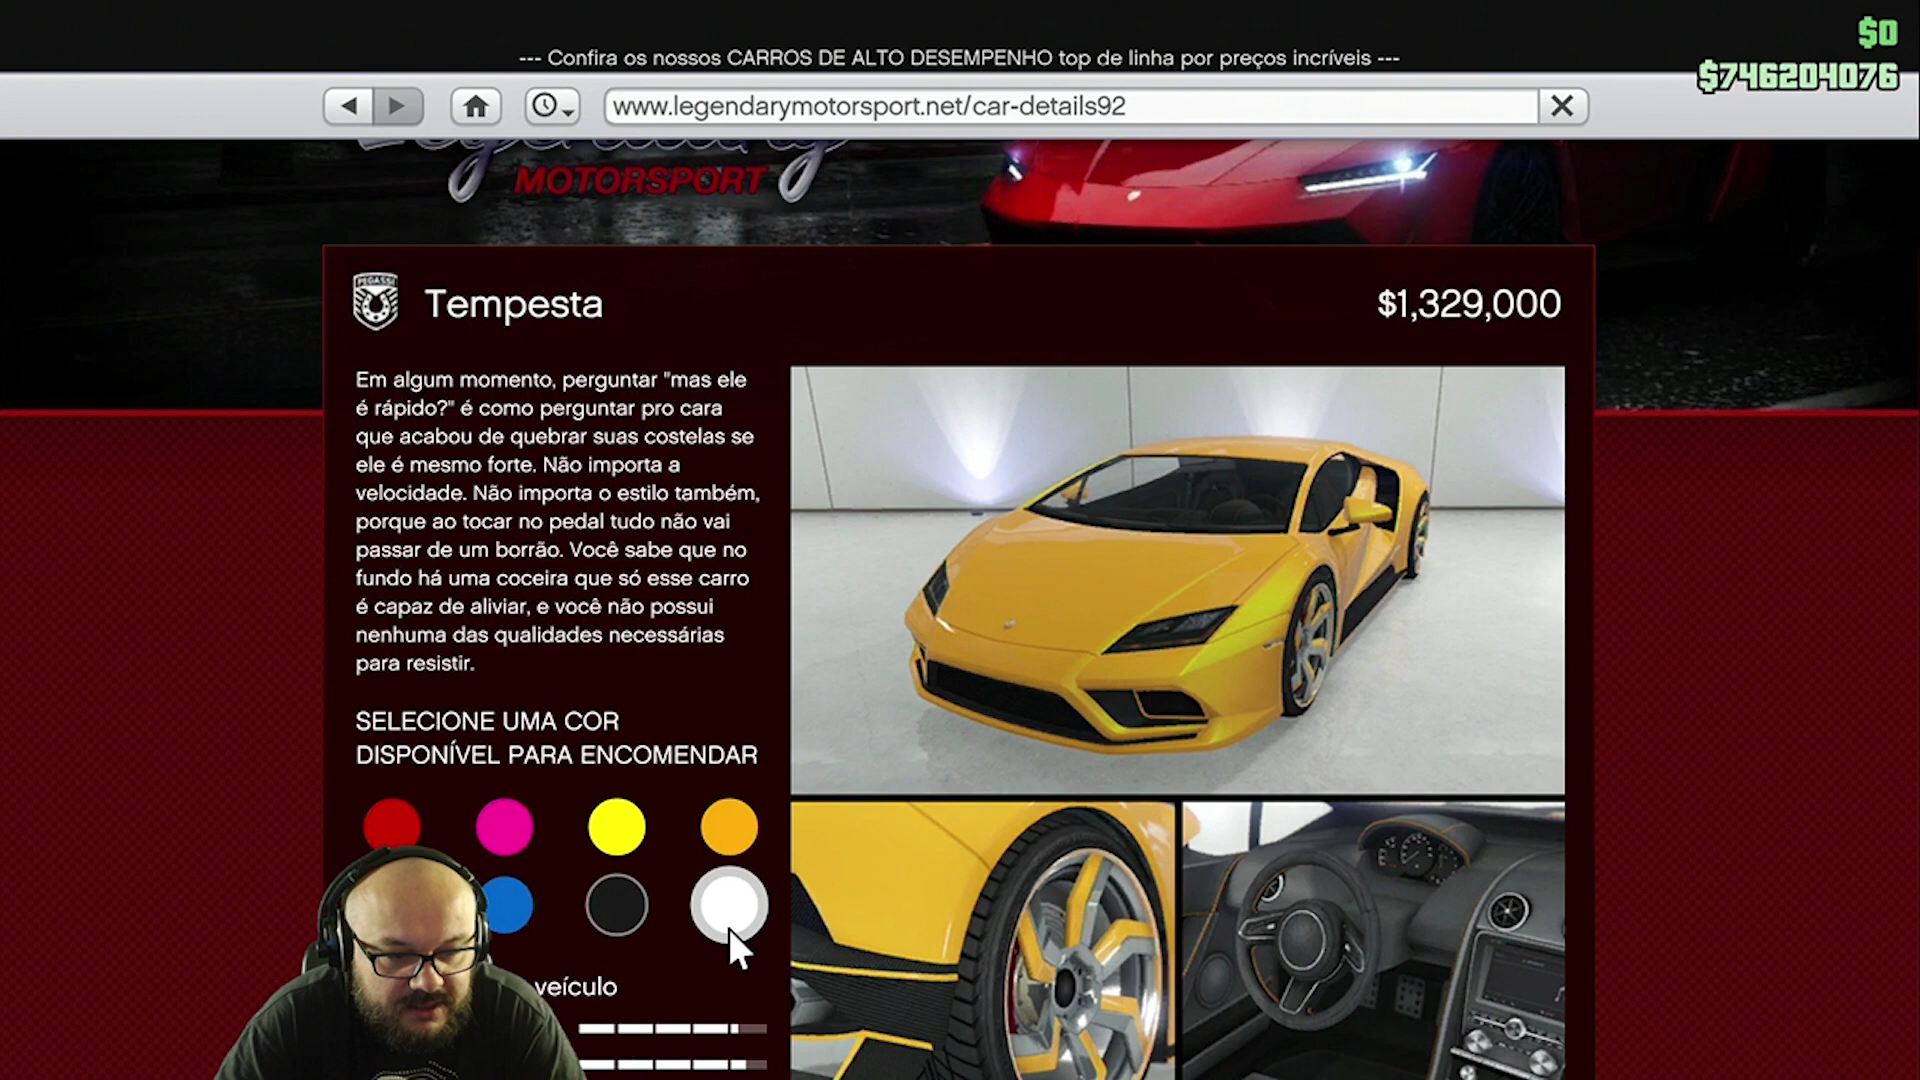 $0
--- Confira os nossos CARROS DE ALTO DESEMPENHO top de linha por preços incríveis ---
$746204076
www.legendarymotorsport.net/car-details92
Legendary
MOTORSPORT
PEGASSI
Tempesta
$1,329,000
Em algum momento, perguntar "mas ele
é rápido?" é como perguntar pro cara
que acabou de quebrar suas costelas se
ele é mesmo forte. Não importa a
velocidade. Não importa o estilo também,
porque ao tocar no pedal tudo não vai
passar de um borrão. Você sabe que no
fundo há uma coceira que só esse carro
é capaz de aliviar, e você não possui
nenhuma das qualidades necessárias
para resistir.
SELECIONE UMA COR
DISPONÍVEL PARA ENCOMENDAR
veículo